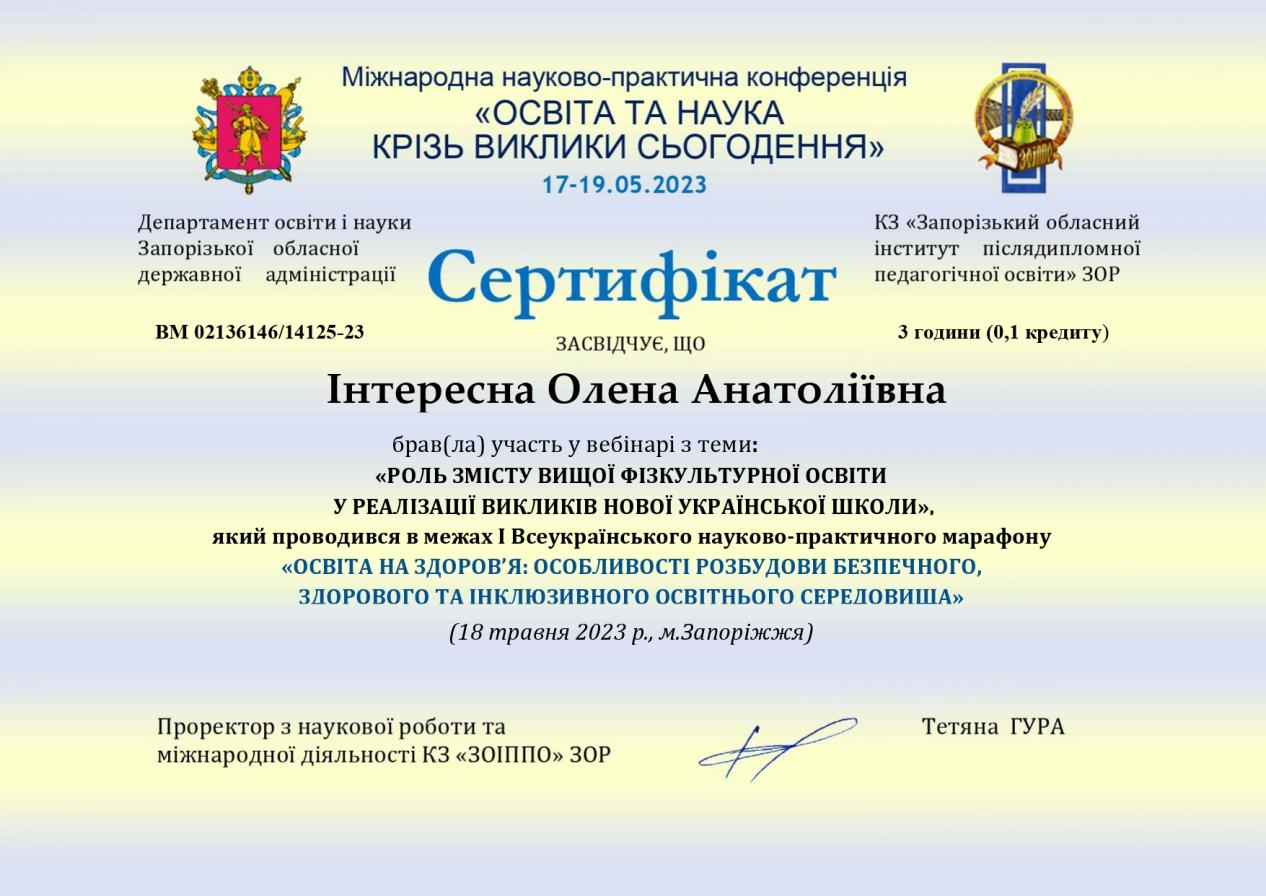 Міжнародна науково-практична конференція
«ОСВІТА ТА НАУКА
КРІЗЬ ВИКЛИКИ СЬОГОДЕННЯ»
17-19.05.2023
ЗОІППО
Департамент освіти і науки
Запорізької обласної
державної адміністрації
КЗ «Запорізький обласний
інститут післядипломної
педагогічної освіти» ЗОР
Сертифікат
ВМ 02136146/14125-23
3 години (0,1 кредиту)
ЗАСВІДЧУЄ, ЩО
Інтересна Олена Анатоліївна
брав(ла) участь у вебінарі з теми:
«РОЛЬ ЗМІСТУ ВИЩОЇ ФІЗКУЛЬТУРНОЇ ОСВІТИ
У РЕАЛІЗАЦІЇ ВИКЛИКІВ НОВОЇ УКРАЇНСЬКОЇ ШКОЛИ»,
який проводився в межах І Всеукраїнського науково-практичного марафону
«ОСВІТА НА ЗДОРОВ’Я: ОСОБЛИВОСТІ РОЗБУДОВИ БЕЗПЕЧНОГО,
ЗДОРОВОГО ТА ІНКЛЮЗИВНОГО ОСВІТНЬОГО СЕРЕДОВИЩА»
(18 травня 2023 р., м.Запоріжжя)
Проректор з наукової роботи та
міжнародної діяльності КЗ «ЗОІППО» ЗОР
Тетяна ГУРА